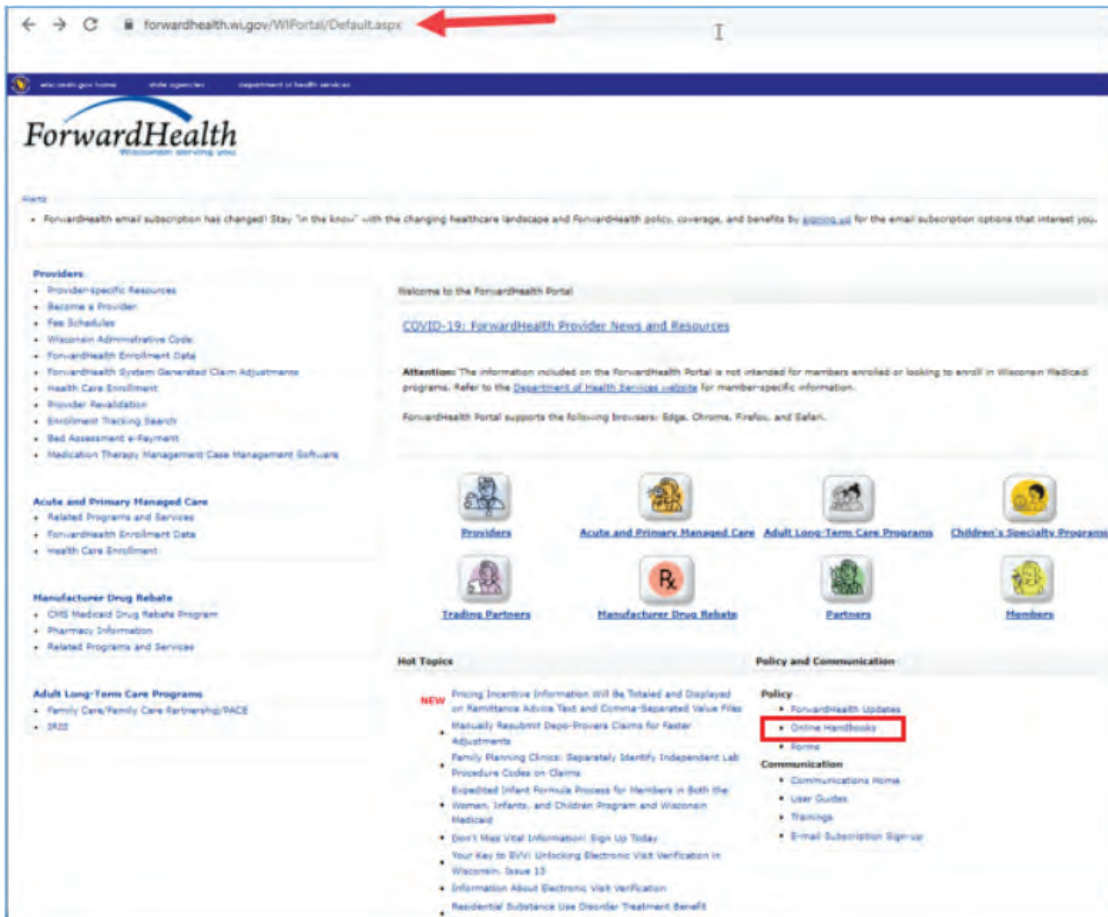 forwardhealth.wi.gov/WIPortal/Default.aspx
wisconsin.gov home state agencies department of health services
ForwardHealth
Wisconsin serving you
Alerts
• ForwardHealth email subscription has changed! Stay "in the know" with the changing healthcare landscape and ForwardHealth policy, coverage, and benefits by signing up for the email subscription options that interest you.
Providers
• Provider-specific Resources
• Become a Provider
• Fee Schedules
• Wisconsin Administrative Code
• ForwardHealth Enrollment Data
• ForwardHealth System Generated Claim Adjustments
• Health Care Enrollment
• Provider Revalidation
• Enrollment Tracking Search
• Bed Assessment e-Payment
• Medication Therapy Management Case Management Software
Acute and Primary Managed Care
• Related Programs and Services
• ForwardHealth Enrollment Data
• Health Care Enrollment
Manufacturer Drug Rebate
• CMS Medicaid Drug Rebate Program
• Pharmacy Information
• Related Programs and Services
Adult Long-Term Care Programs
• Family Care/Family Care Partnership/PACE
• IRIS
Welcome to the ForwardHealth Portal
COVID-19: ForwardHealth Provider News and Resources
Attention: The information included on the ForwardHealth Portal is not intended for members enrolled or looking to enroll in Wisconsin Medicaid
programs. Refer to the Department of Health Services website for member-specific information.
ForwardHealth Portal supports the following browsers: Edge, Chrome, Firefox, and Safari.
Providers Acute and Primary Managed Care Adult Long-Term Care Programs Children's Specialty Programs
Rx
Trading Partners Manufacturer Drug Rebate Partners Members
Hot Topics
NEW Pricing Incentive Information Will Be Totaled and Displayed
on Remittance Advice Text and Comma-Separated Value Files
• Manually Resubmit Depo-Provera Claims for Faster
Adjustments
• Family Planning Clinics: Separately Identify Independent Lab
Procedure Codes on Claims
• Expedited Infant Formula Process for Members in Both the
Women, Infants, and Children Program and Wisconsin
Medicaid
• Don't Miss Vital Information! Sign Up Today
• Your Key to EVV: Unlocking Electronic Visit Verification in
Wisconsin, Issue 13
• Information About Electronic Visit Verification
• Residential Substance Use Disorder Treatment Benefit
Policy and Communication
Policy
• ForwardHealth Updates
• Online Handbooks
• Forms
Communication
• Communications Home
• User Guides
• Trainings
• E-mail Subscription Sign-up